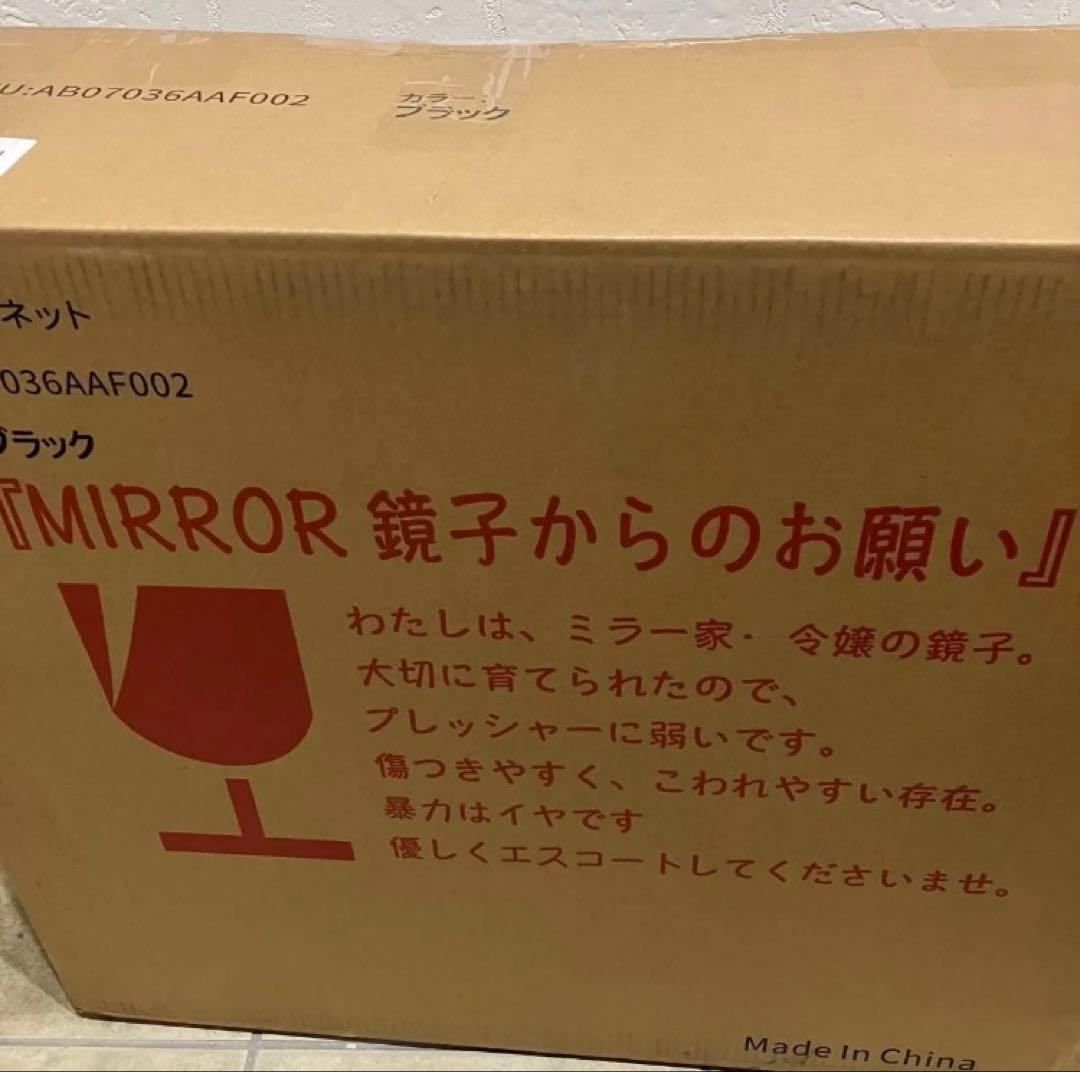 U:AB07036AAF002
カラー:
ブラック
ネット
036AAF002
ブラック
『MIRROR 鏡子からのお願い』
わたしは、ミラー家・令嬢の鏡子。
大切に育てられたので、
プレッシャーに弱いです。
傷つきやすく、こわれやすい存在。
暴力はイヤです
優しくエスコートしてくださいませ。
Made In China